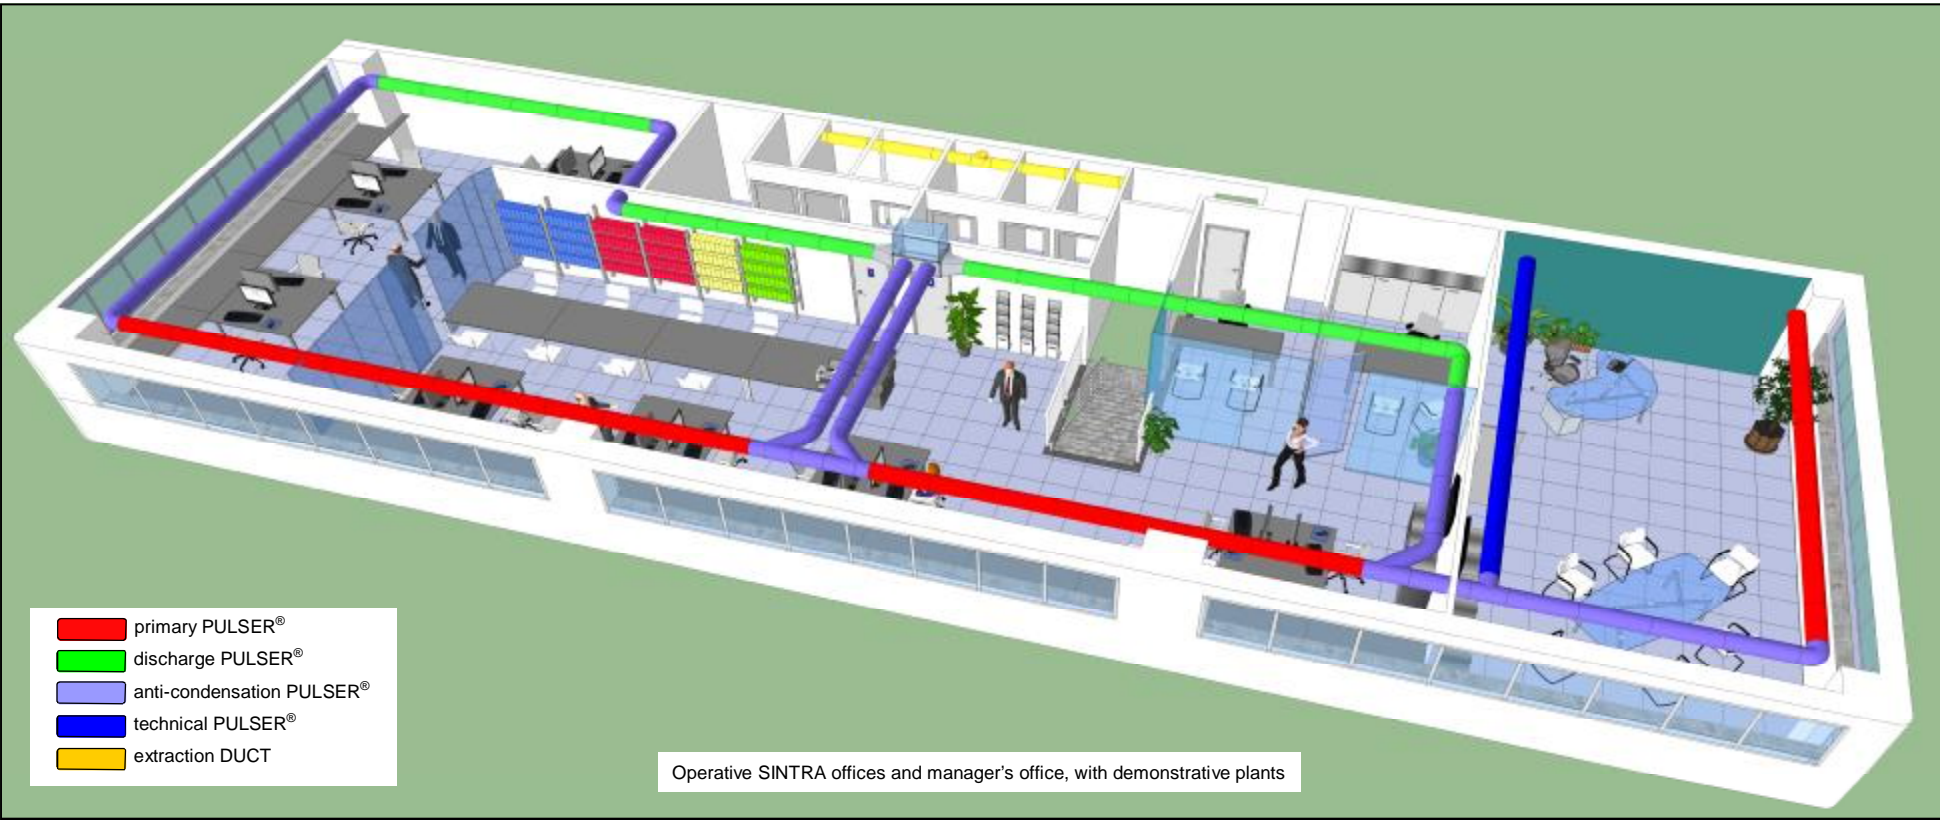 primary PULSER®
discharge PULSER®
anti-condensation PULSER®
technical PULSER®
extraction DUCT
Operative SINTRA offices and manager's office, with demonstrative plants